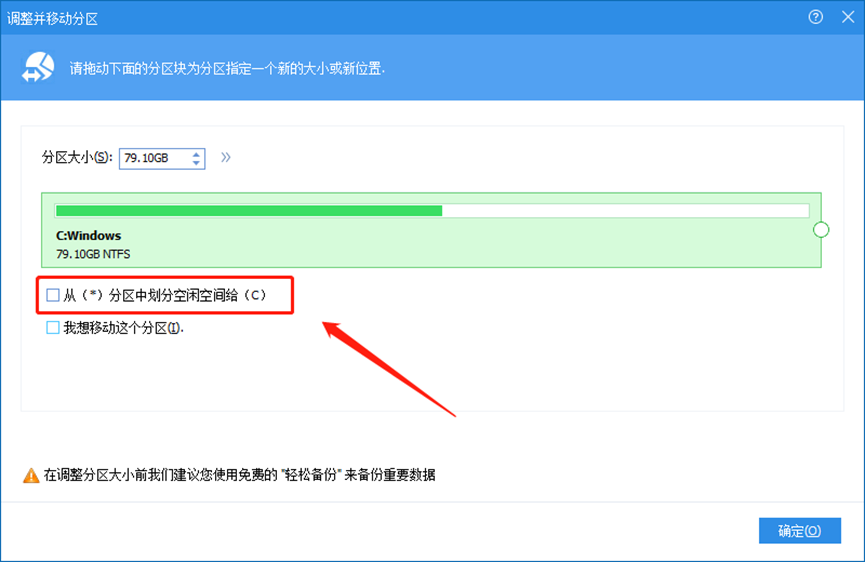 调整并移动分区
请拖动下面的分区块为分区指定一个新的大小或新位置.
分区大小(S): 79.10GB »
C:Windows
79.10GB NTFS
从（*）分区中划分空闲空间给（C）
我想移动这个分区(I).
在调整分区大小前我们建议您使用免费的 "轻松备份" 来备份重要数据
确定(O)